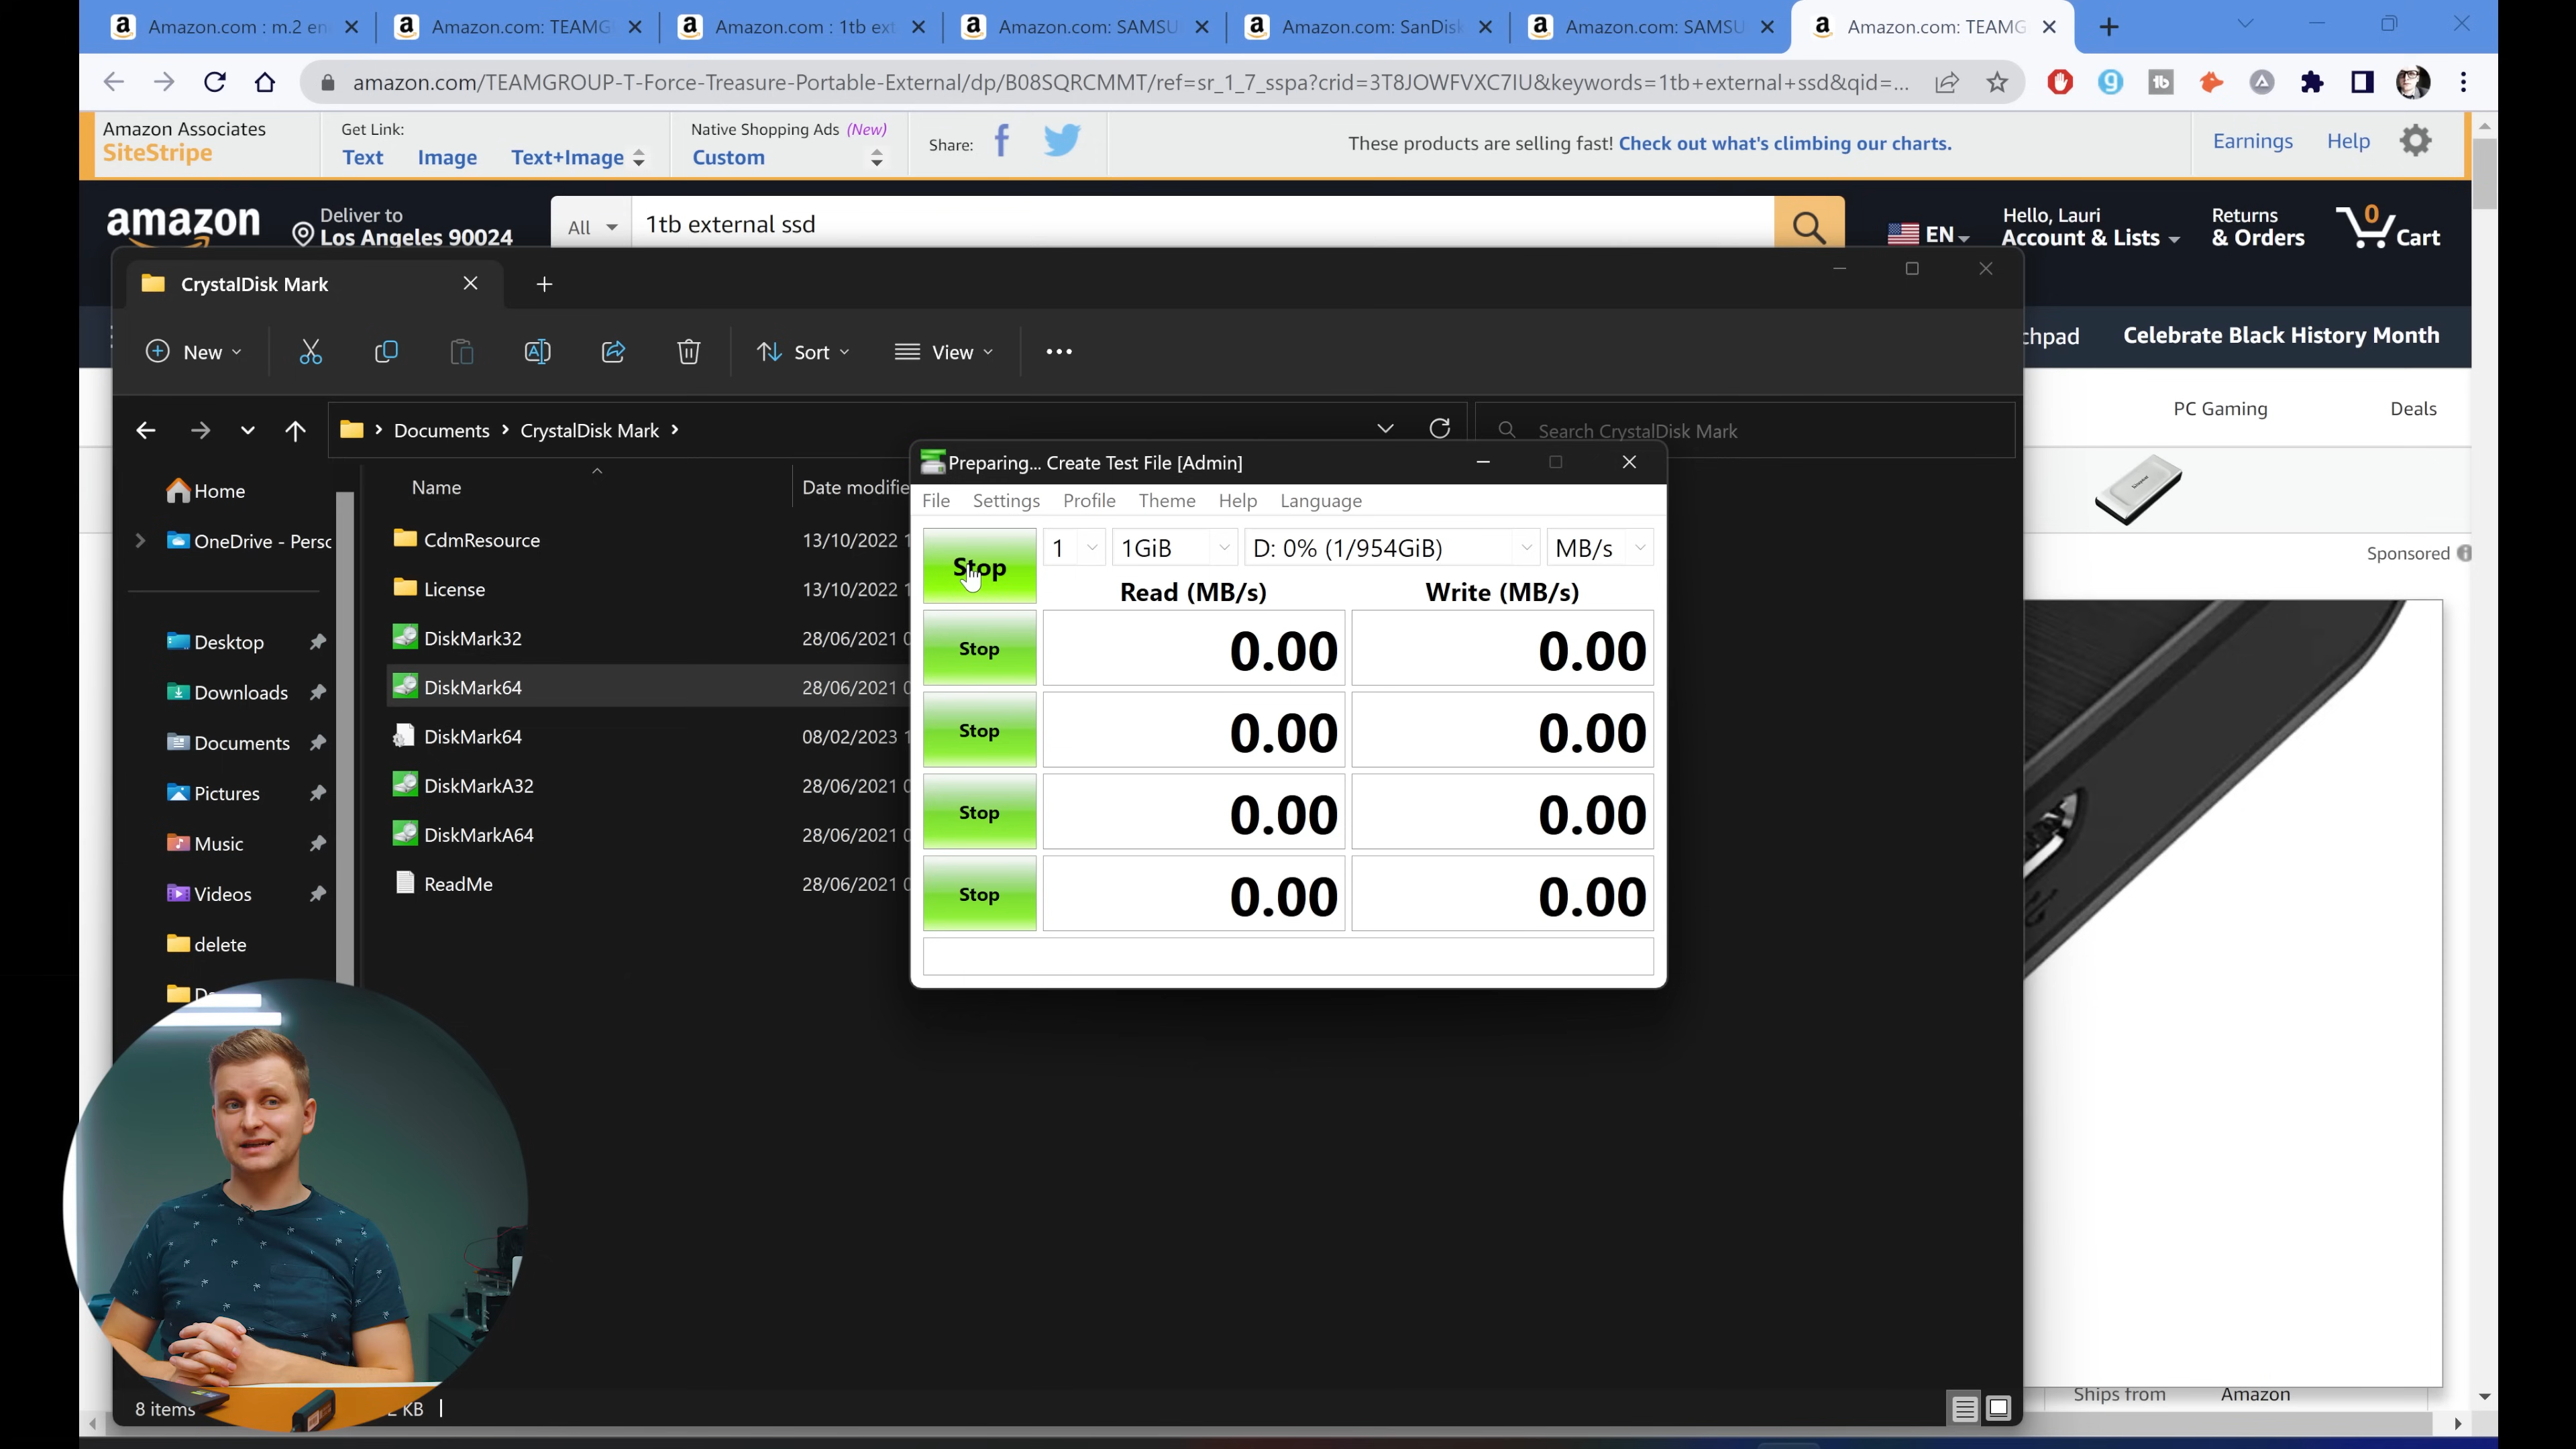 Amazon.com : m.2 en
Amazon.com: TEAMG
Amazon.com : 1tb ext
Amazon.com: SAMSU
Amazon.com: SanDisk
Amazon.com: SAMSU
Amazon.com: TEAMG
amazon.com/TEAMGROUP-T-Force-Treasure-Portable-External/dp/B08SQRCMMT/ref=sr_1_7_sspa?crid=3T8JOWFVXC7IU&keywords=1tb+external+ssd&qid=...
Amazon Associates
SiteStripe
Get Link:
Text Image Text+Image
Native Shopping Ads (New)
Custom
Share:
These products are selling fast! Check out what's climbing our charts.
Earnings Help
amazon
Deliver to
Los Angeles 90024
All
1tb external ssd
EN
Hello, Lauri
Account & Lists
Returns
& Orders
0
Cart
chpad Celebrate Black History Month
PC Gaming Deals
Sponsored
CrystalDisk Mark
New Sort View
Documents > CrystalDisk Mark >
Search CrystalDisk Mark
Home
OneDrive - Persc
Desktop
Downloads
Documents
Pictures
Music
Videos
delete
Name Date modifie
CdmResource 13/10/2022 1
License 13/10/2022 1
DiskMark32 28/06/2021 0
DiskMark64 28/06/2021 0
DiskMark64 08/02/2023 1
DiskMarkA32 28/06/2021 0
DiskMarkA64 28/06/2021 0
ReadMe 28/06/2021 0
Preparing... Create Test File [Admin]
File Settings Profile Theme Help Language
Stop 1 1GiB D: 0% (1/954GiB) MB/s
Read (MB/s) Write (MB/s)
Stop 0.00 0.00
Stop 0.00 0.00
Stop 0.00 0.00
Stop 0.00 0.00
8 items
KB
Ships from Amazon